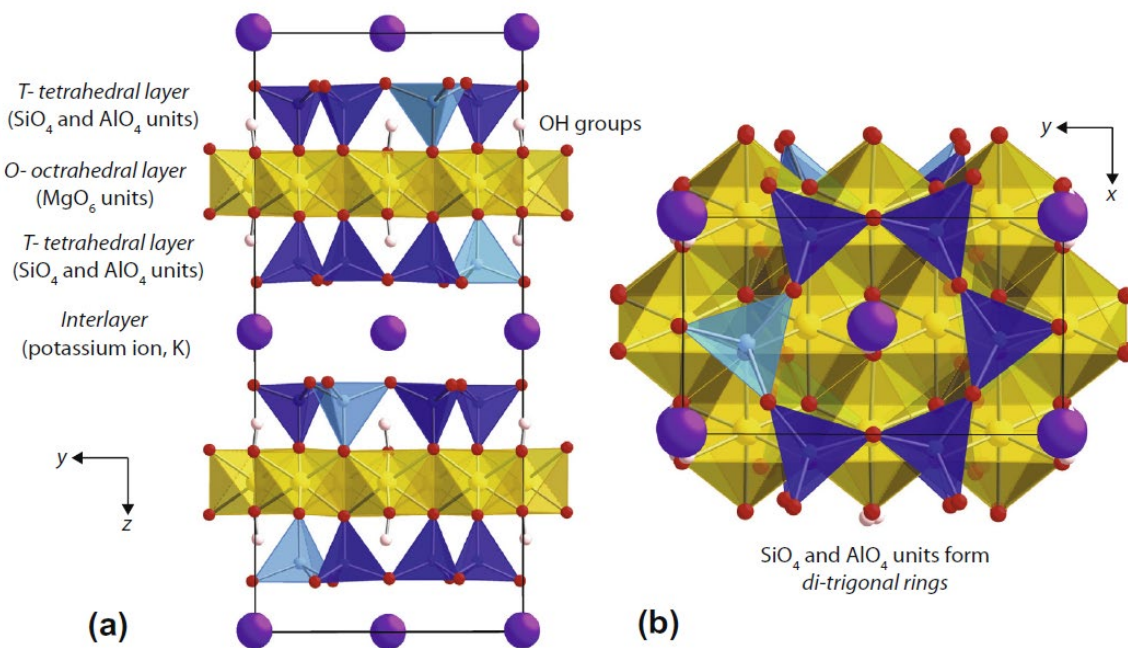 T- tetrahedral layer
(SiO₄ and AlO₄ units)
O- octrahedral layer
(MgO₆ units)
T- tetrahedral layer
(SiO₄ and AlO₄ units)
Interlayer
(potassium ion, K)
OH groups
y
z
(a)
y
x
SiO₄ and AlO₄ units form
di-trigonal rings
(b)